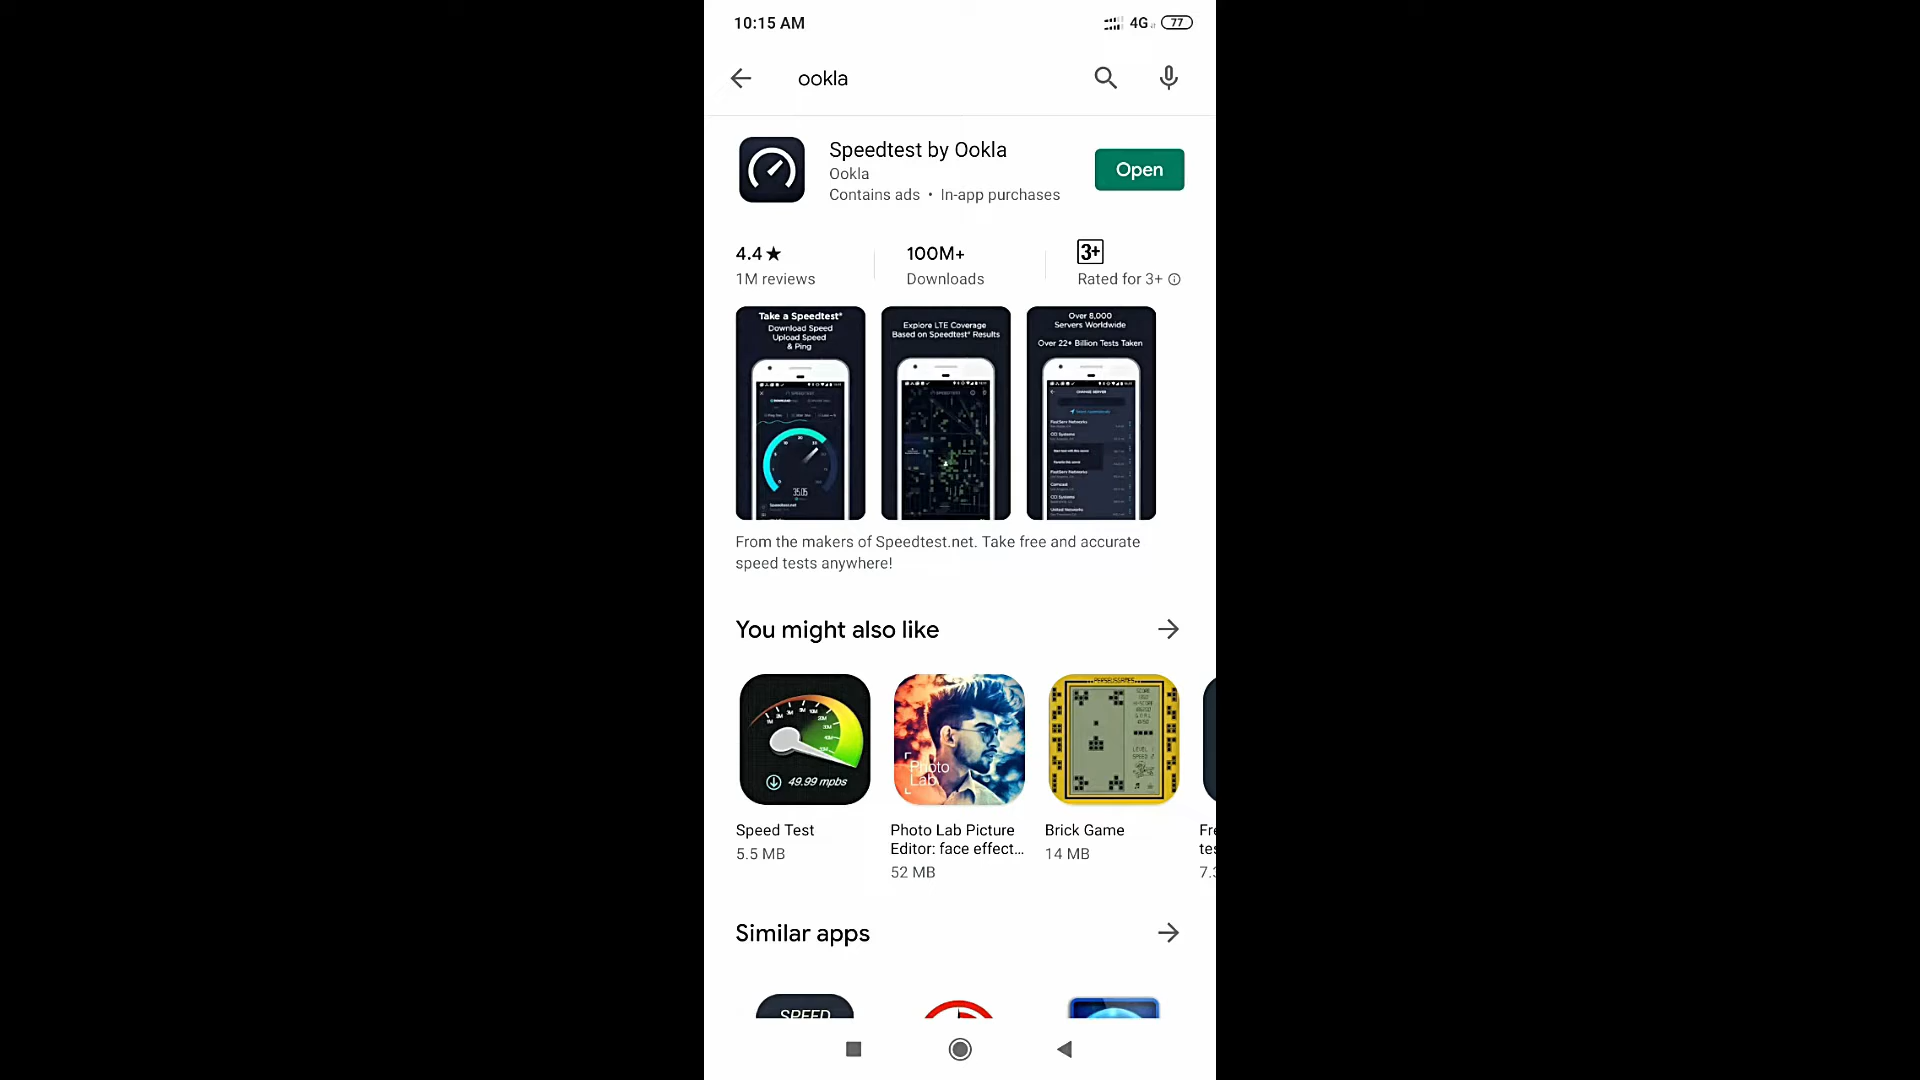 10:15 AM
4G
77
ookla
Speedtest by Ookla
Ookla
Contains ads • In-app purchases
Open
4.4★
1M reviews
100M+
Downloads
3+
Rated for 3+
Take a Speedtest®
Download Speed
Upload Speed
& Ping
Explore LTE Coverage
Based on Speedtest® Results
Over 8,000
Servers Worldwide
Over 22+ Billion Tests Taken
From the makers of Speedtest.net. Take free and accurate
speed tests anywhere!
You might also like
49.99 mpbs
Photo
Lab
Speed Test
5.5 MB
Photo Lab Picture
Editor: face effect...
52 MB
Brick Game
14 MB
Similar apps
SPEED